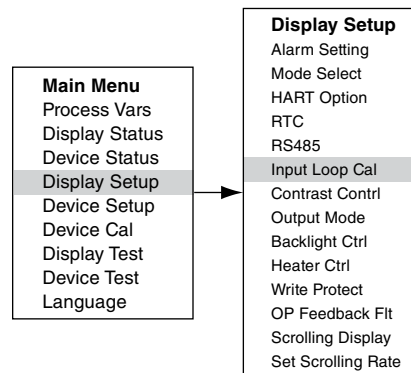 Main Menu
Process Vars
Display Status
Device Status
Display Setup
Device Setup
Device Cal
Display Test
Device Test
Language
Display Setup
Alarm Setting
Mode Select
HART Option
RTC
RS485
Input Loop Cal
Contrast Contrl
Output Mode
Backlight Ctrl
Heater Ctrl
Write Protect
OP Feedback Flt
Scrolling Display
Set Scrolling Rate